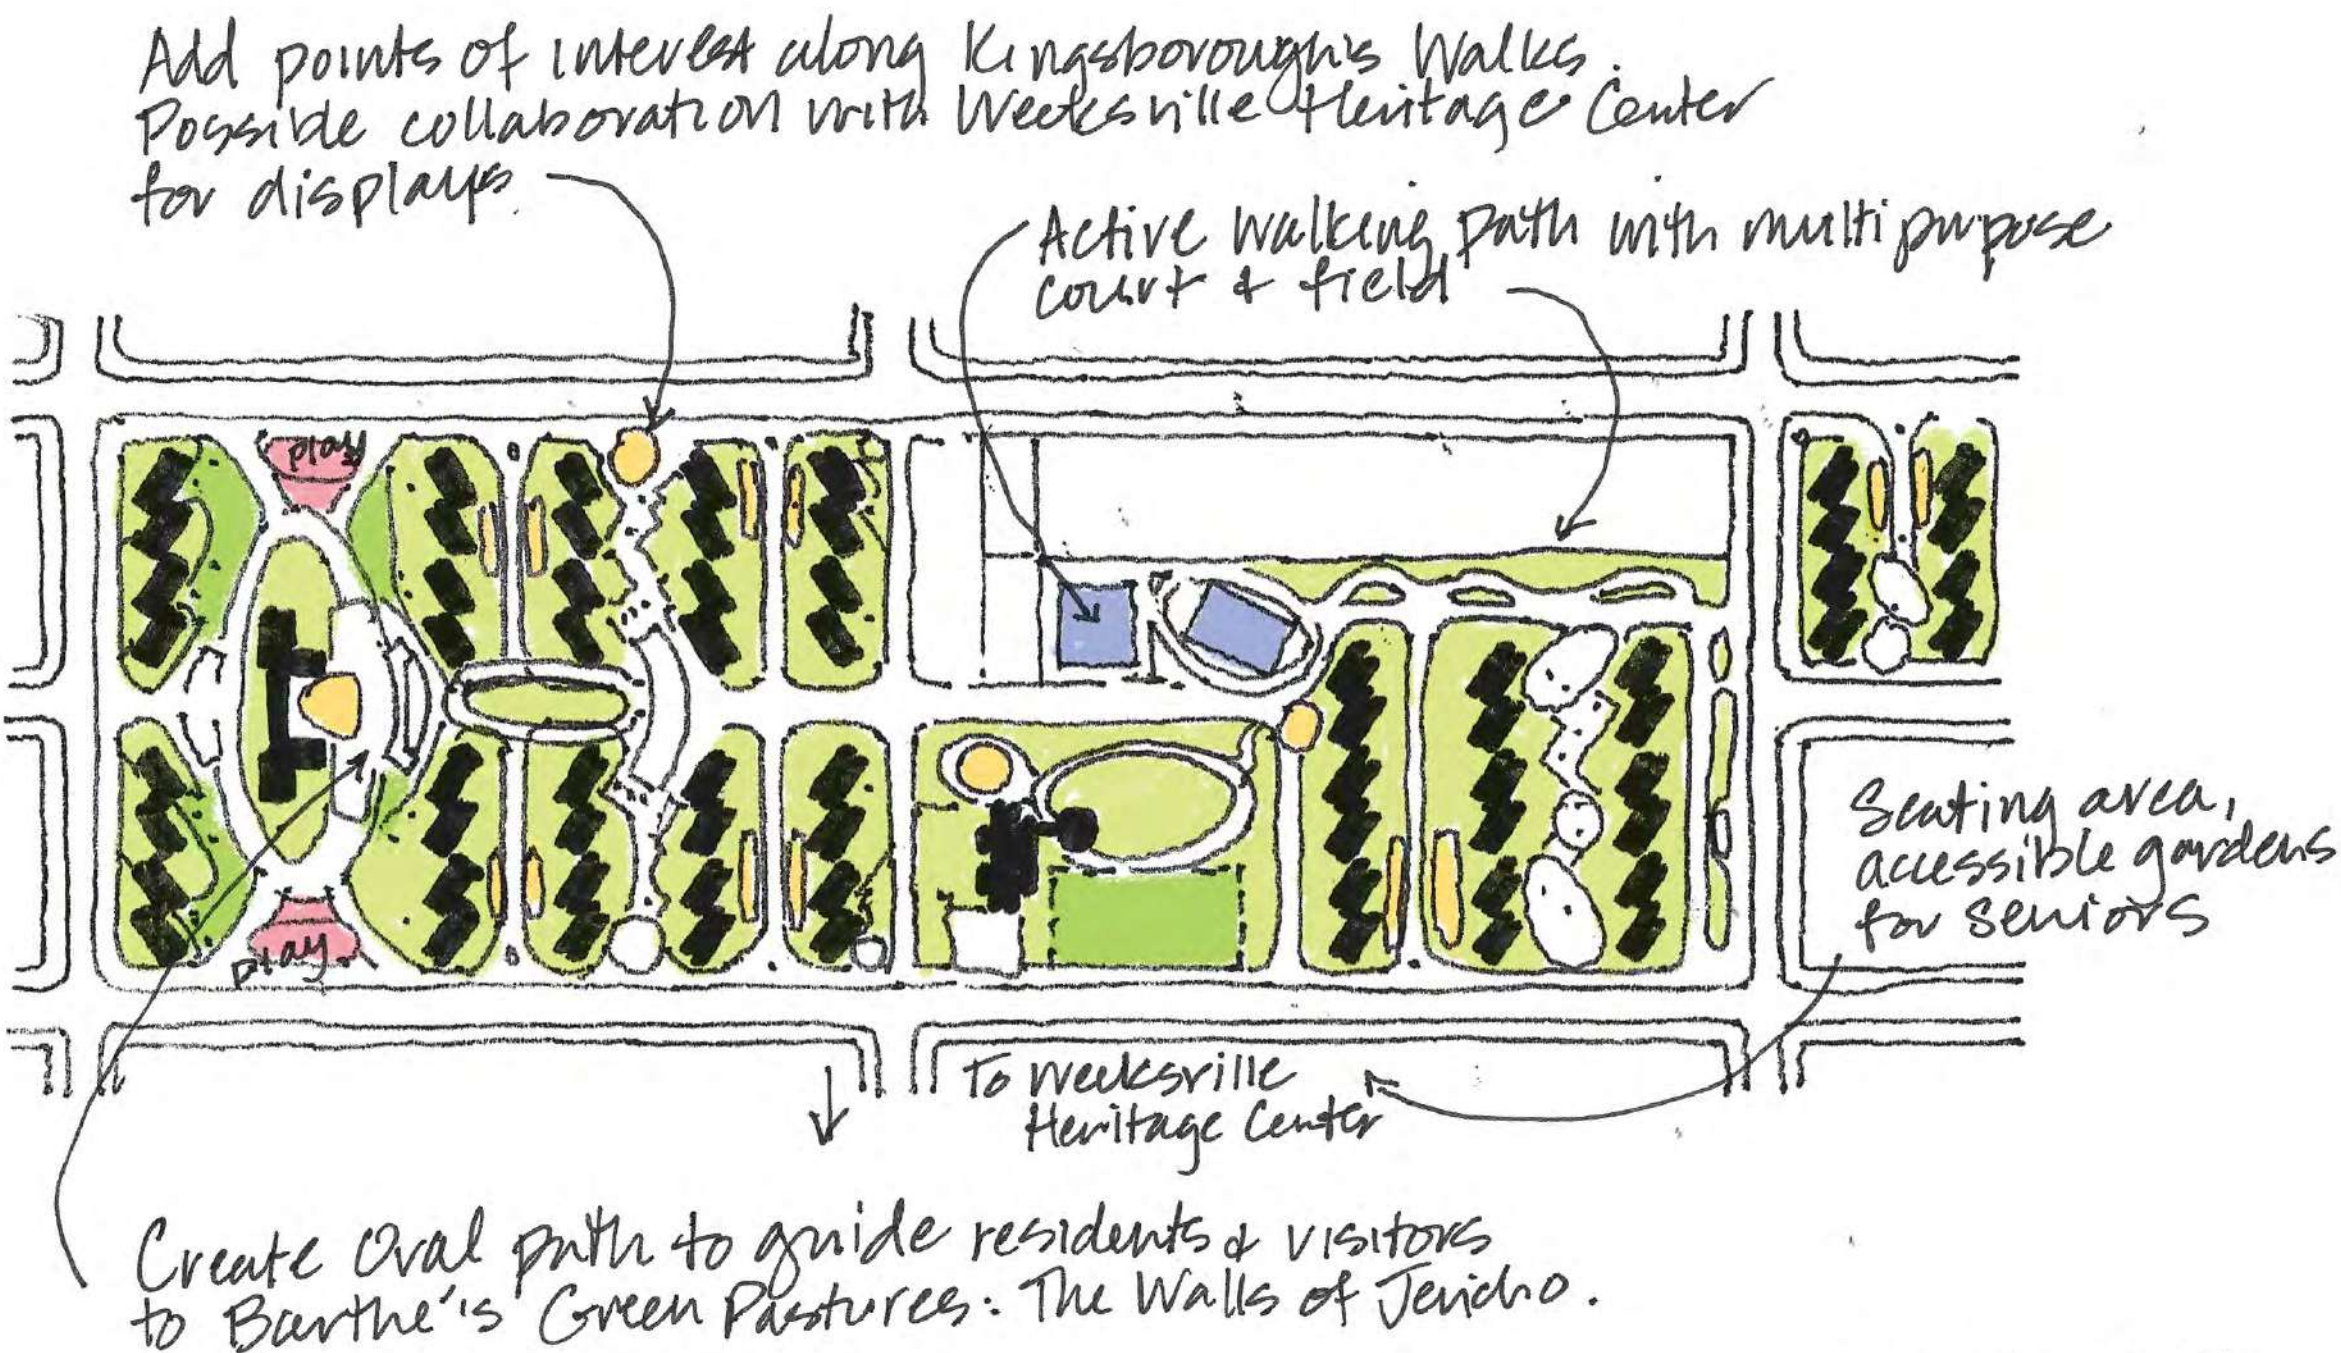 Add points of interest along Kingsborough's Walks.
Possible collaboration with Weeksville Heritage Center
for displays.
Active walking path with multipurpose
court & field
play
play
Seating area,
accessible gardens
for seniors
To Weeksville
Heritage Center
Create Oval path to guide residents & visitors
to Barthé's Green Pastures: The Walls of Jericho.